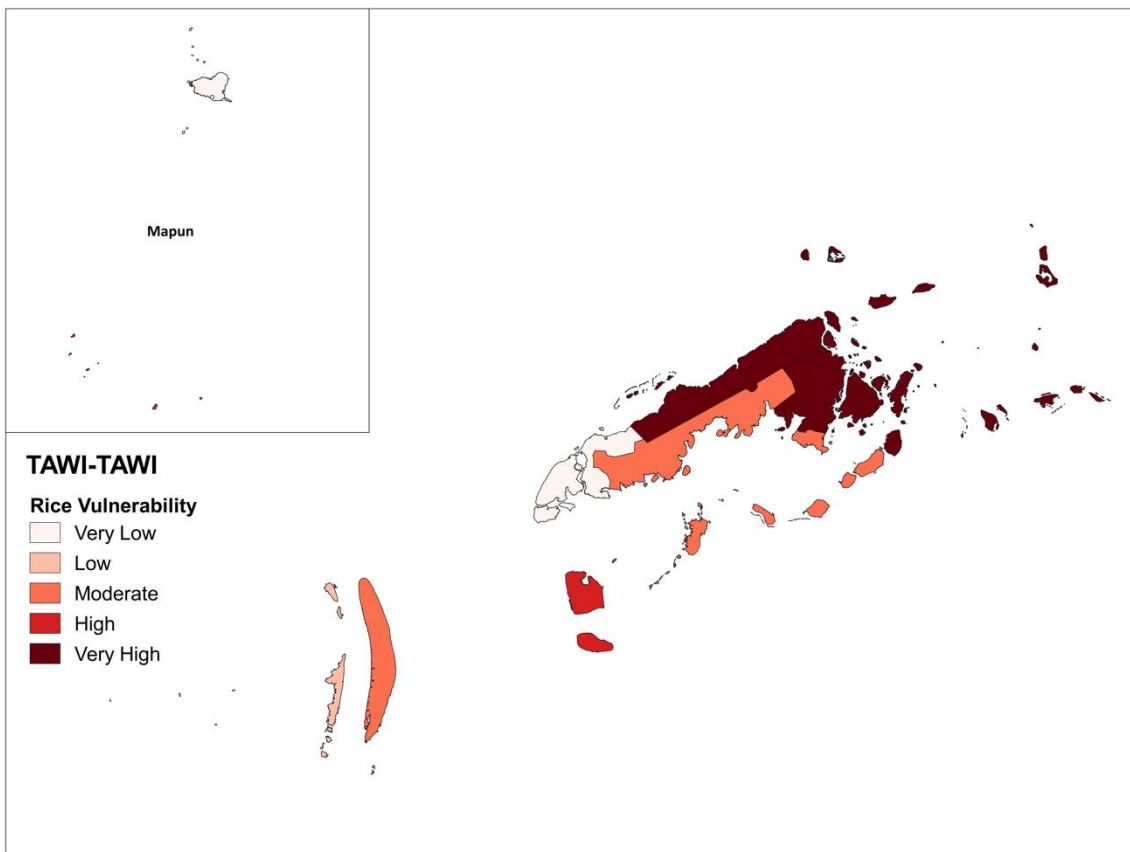 Mapun
TAWI-TAWI
Rice Vulnerability
Very Low
Low
Moderate
High
Very High